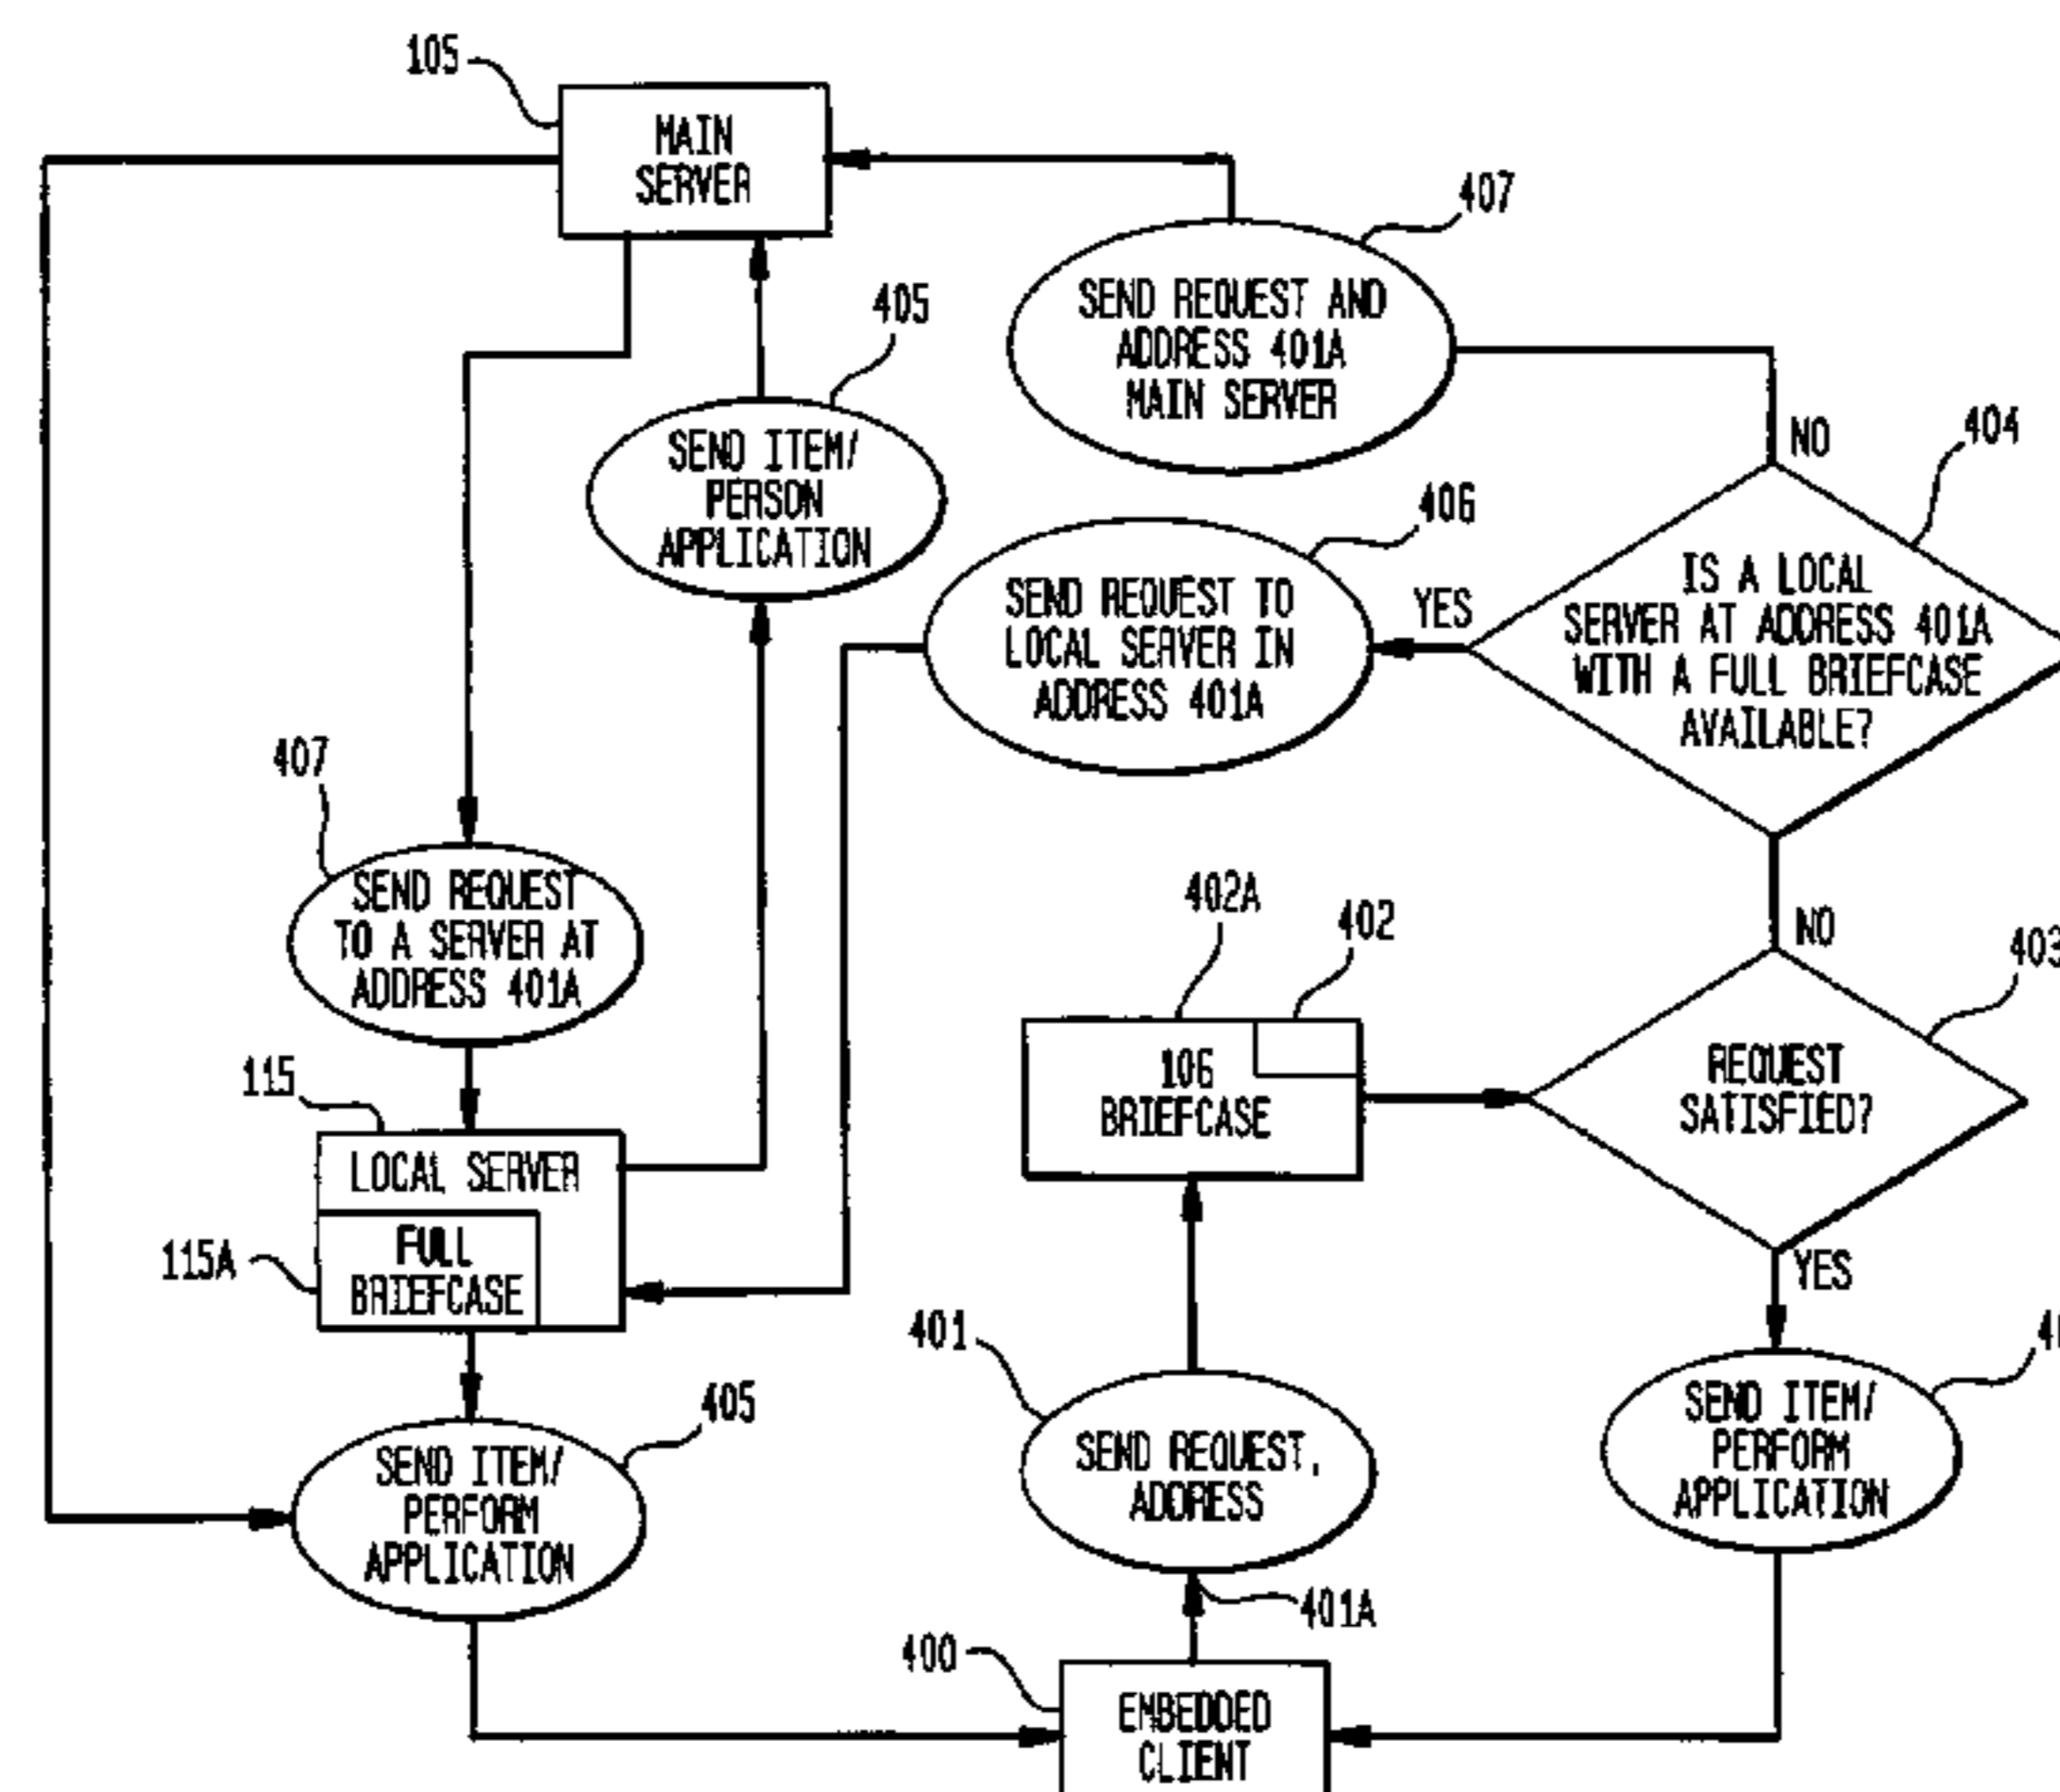 105
MAIN
SERVER
407
SEND REQUEST AND
ADDRESS 401A
MAIN SERVER
405
SEND ITEM/
PERSON
APPLICATION
NO
404
406
SEND REQUEST TO
LOCAL SERVER IN
ADDRESS 401A
YES
IS A LOCAL
SERVER AT ADDRESS 401A
WITH A FULL BRIEFCASE
AVAILABLE?
407
SEND REQUEST
TO A SERVER AT
ADDRESS 401A
402A
402
NO
403
106
BRIEFCASE
REQUEST
SATISFIED?
115
LOCAL SERVER
115A
FULL
BRIEFCASE
YES
401
SEND REQUEST,
ADDRESS
405
SEND ITEM/
PERFORM
APPLICATION
SEND ITEM/
PERFORM
APPLICATION
401A
400
EMBEDDED
CLIENT